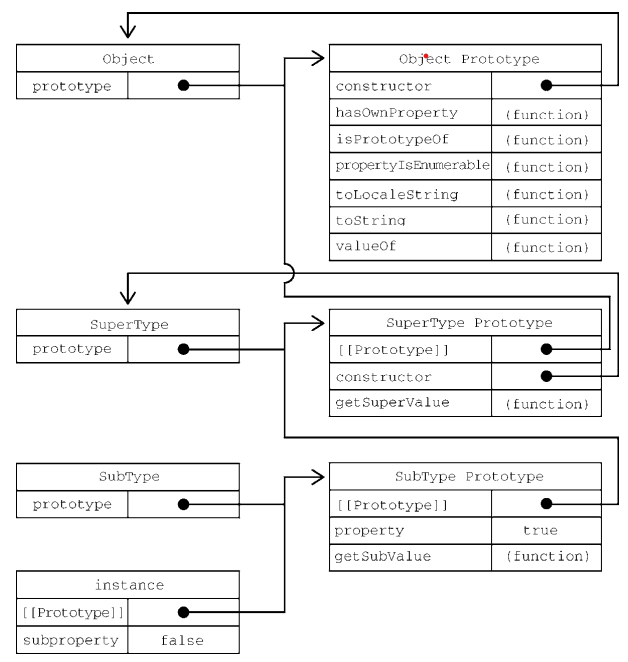 Object
prototype
Object Prototype
constructor
hasOwnProperty (function)
isPrototypeOf (function)
propertyIsEnumerable (function)
toLocaleString (function)
toString (function)
valueOf (function)
SuperType
prototype
SuperType Prototype
[[Prototype]]
constructor
getSuperValue (function)
SubType
prototype
SubType Prototype
[[Prototype]]
property true
getSubValue (function)
instance
[[Prototype]]
subproperty false